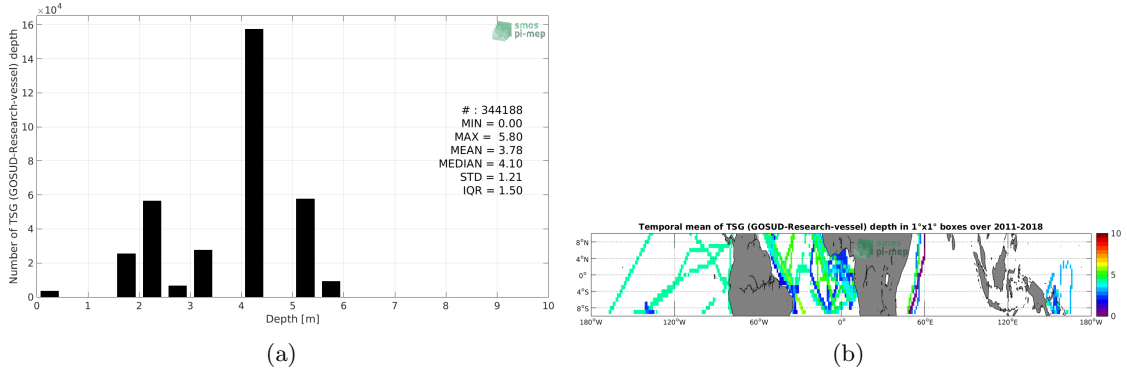 ×10⁴
16
14
12
10
8
6
4
2
0
Number of TSG (GOSUD-Research-vessel) depth
smos
pi-mep
# : 344188
MIN = 0.00
MAX = 5.80
MEAN = 3.78
MEDIAN = 4.10
STD = 1.21
IQR = 1.50
0 1 2 3 4 5 6 7 8 9 10
Depth [m]
(a)
Temporal mean of TSG (GOSUD-Research-vessel) depth in 1°x1° boxes over 2011-2018
smos
pi-mep
8°N
4°N
0°
4°S
8°S
180°W 120°W 60°W 0° 60°E 120°E 180°W
10
5
0
(b)